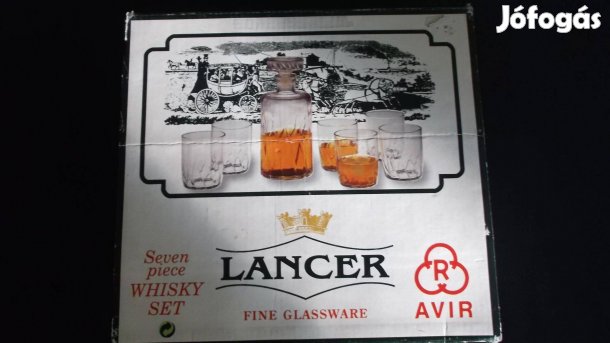 Jófogás
Seven
piece
WHISKY
SET
LANCER
FINE GLASSWARE
R
AVIR